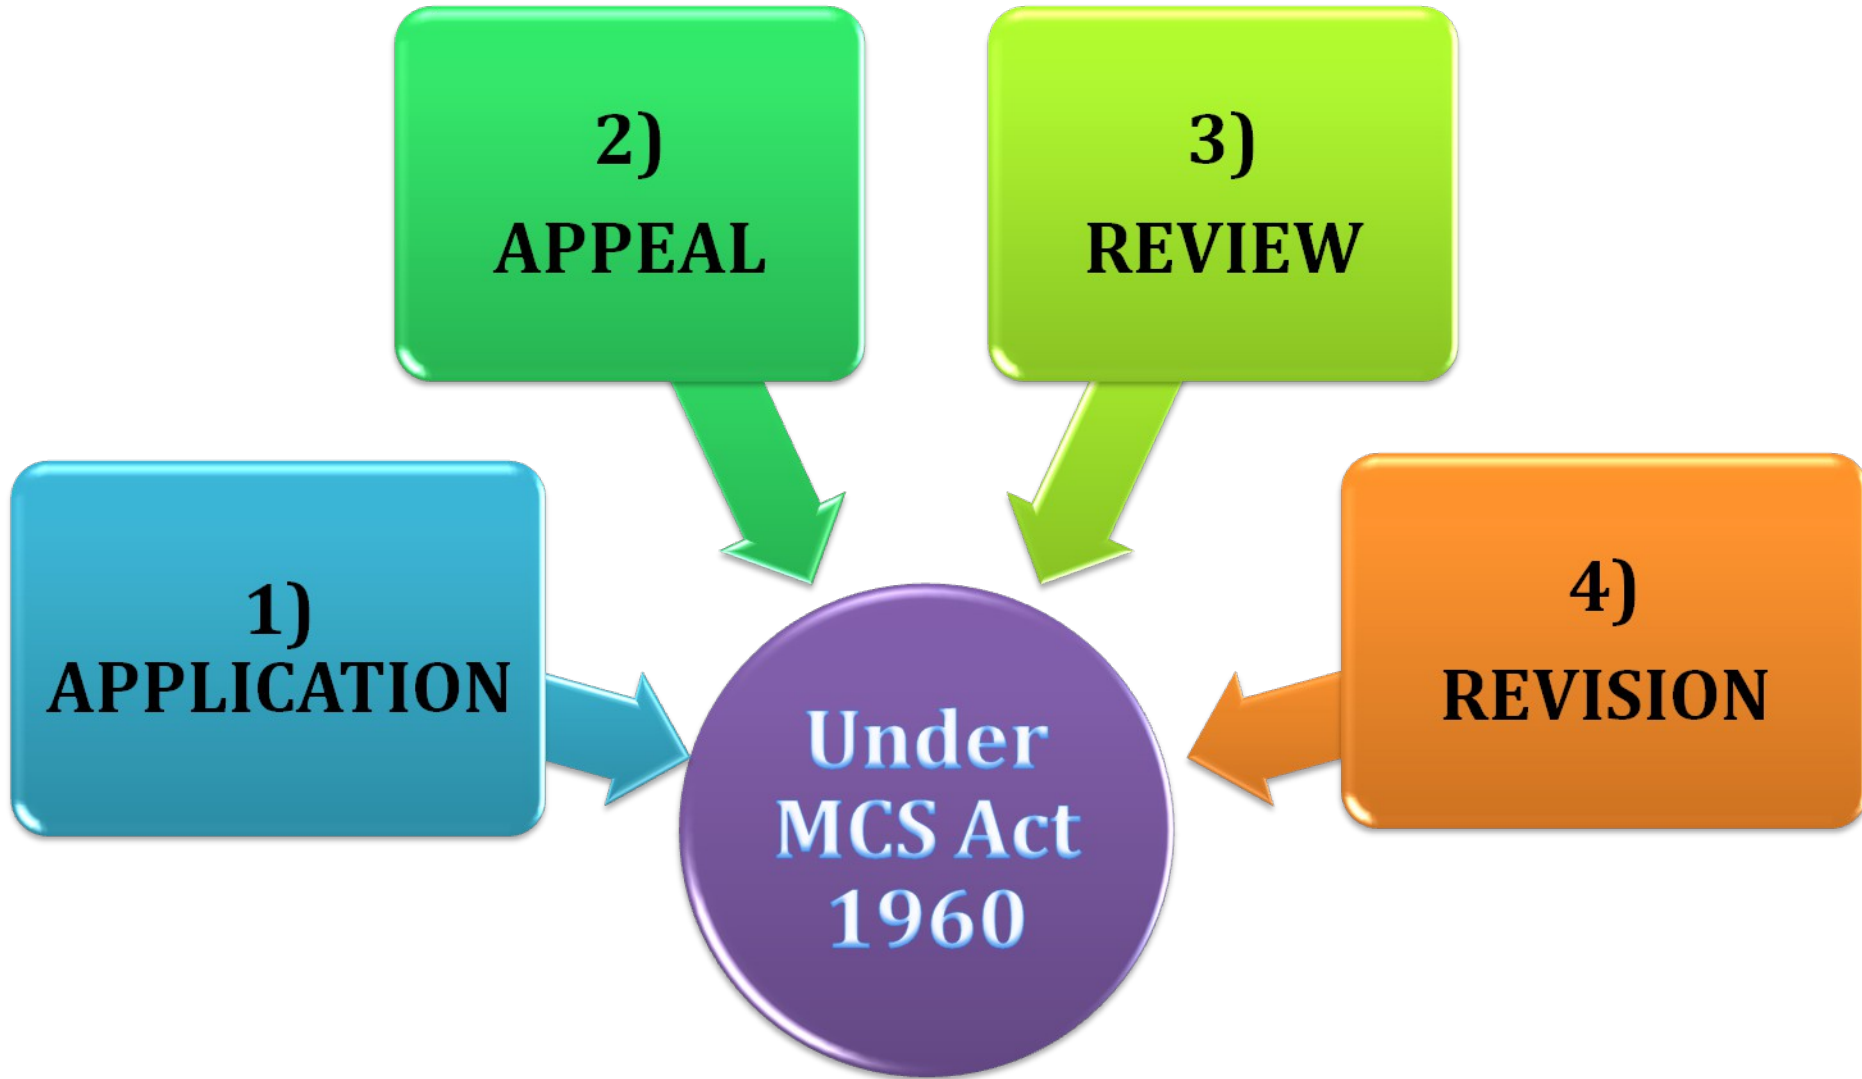 1)
APPLICATION
2)
APPEAL
3)
REVIEW
4)
REVISION
Under
MCS Act
1960